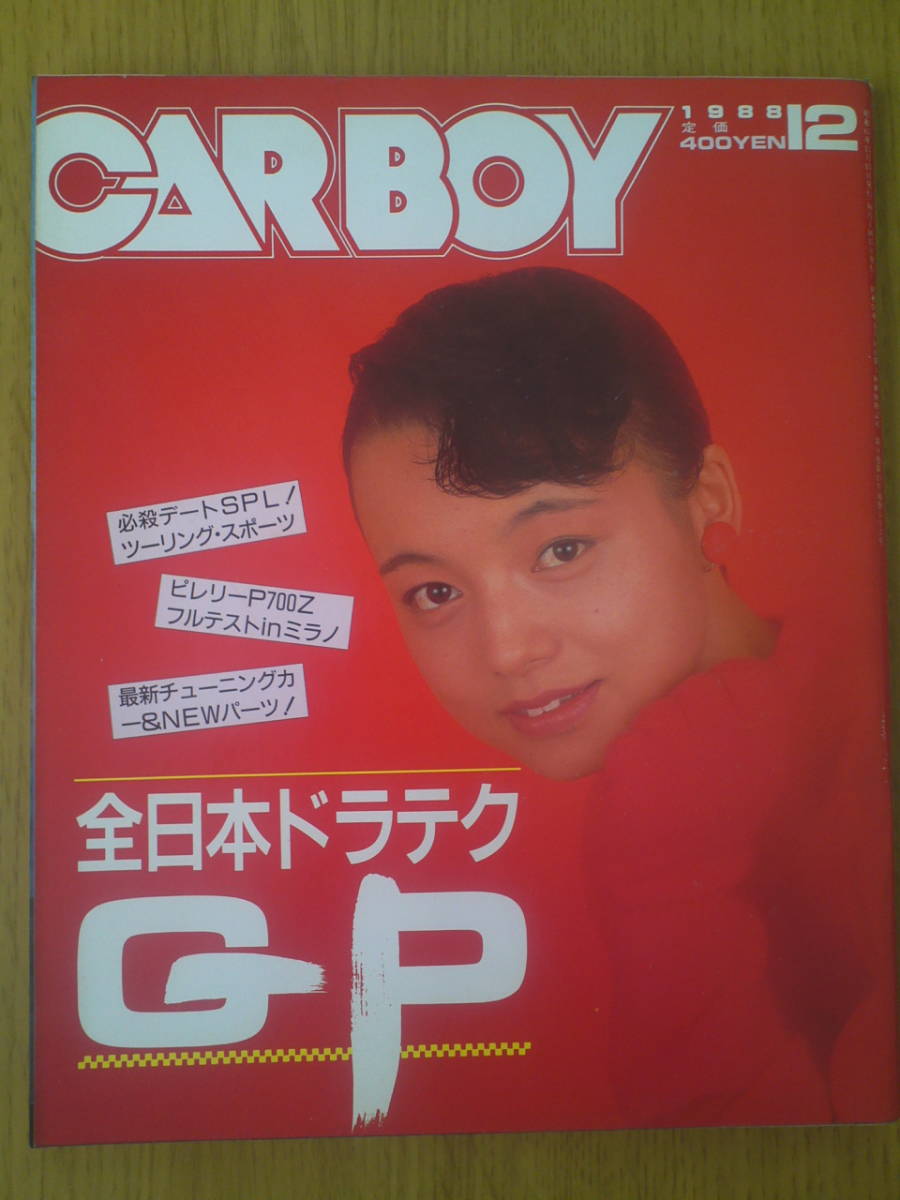 CARBOY
1988
定価
400YEN
12
必殺デートSPL!
ツーリング・スポーツ
ピレリーP700Z
フルテストinミラノ
最新チューニングカ
ー&NEWパーツ!
全日本ドラテク
GP